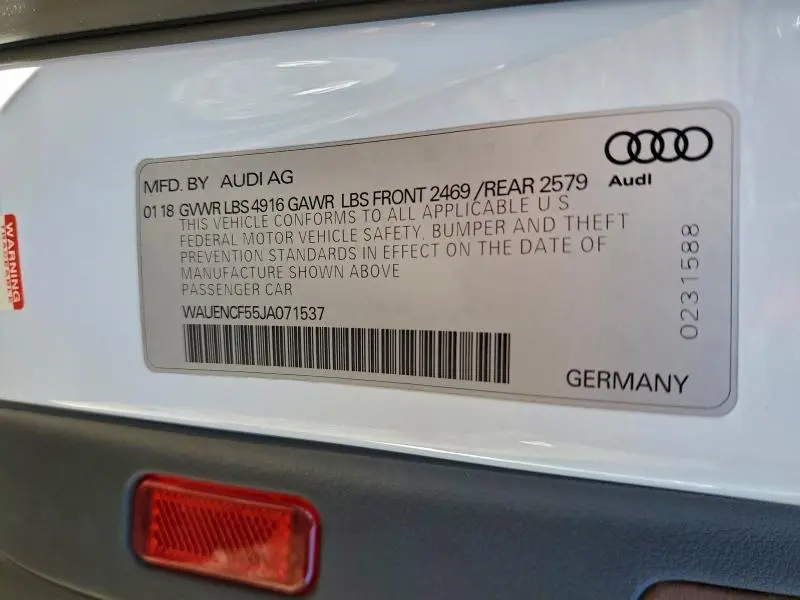 Audi
MFD. BY AUDI AG
01 18 GVWR LBS 4916 GAWR LBS FRONT 2469 / REAR 2579
THIS VEHICLE CONFORMS TO ALL APPLICABLE U S
FEDERAL MOTOR VEHICLE SAFETY, BUMPER AND THEFT
PREVENTION STANDARDS IN EFFECT ON THE DATE OF
MANUFACTURE SHOWN ABOVE
PASSENGER CAR
WAUENCF55JA071537
GERMANY
0231588
WARNING